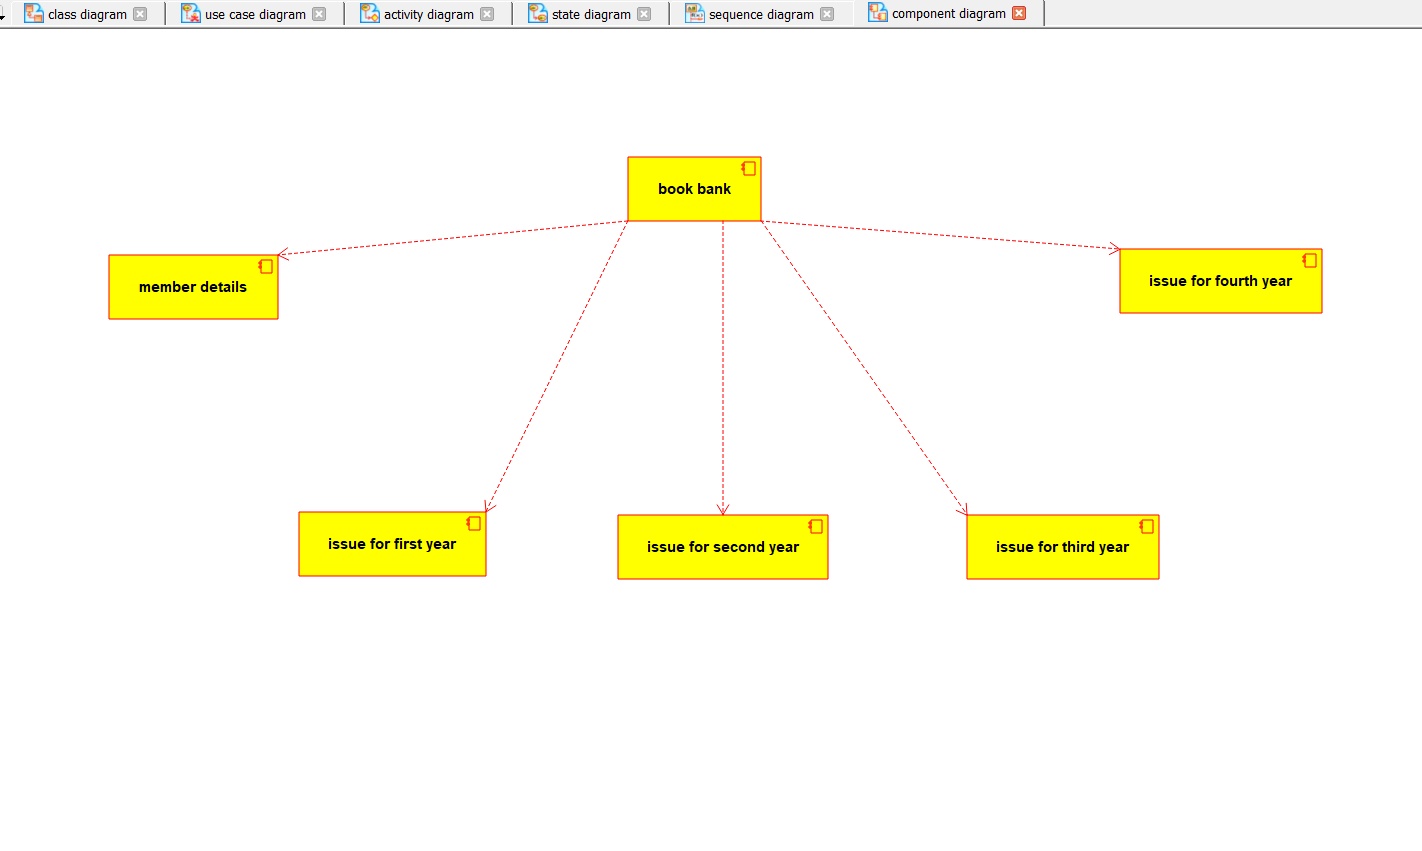 class diagram
use case diagram
activity diagram
state diagram
sequence diagram
component diagram
book bank
member details
issue for fourth year
issue for first year
issue for second year
issue for third year